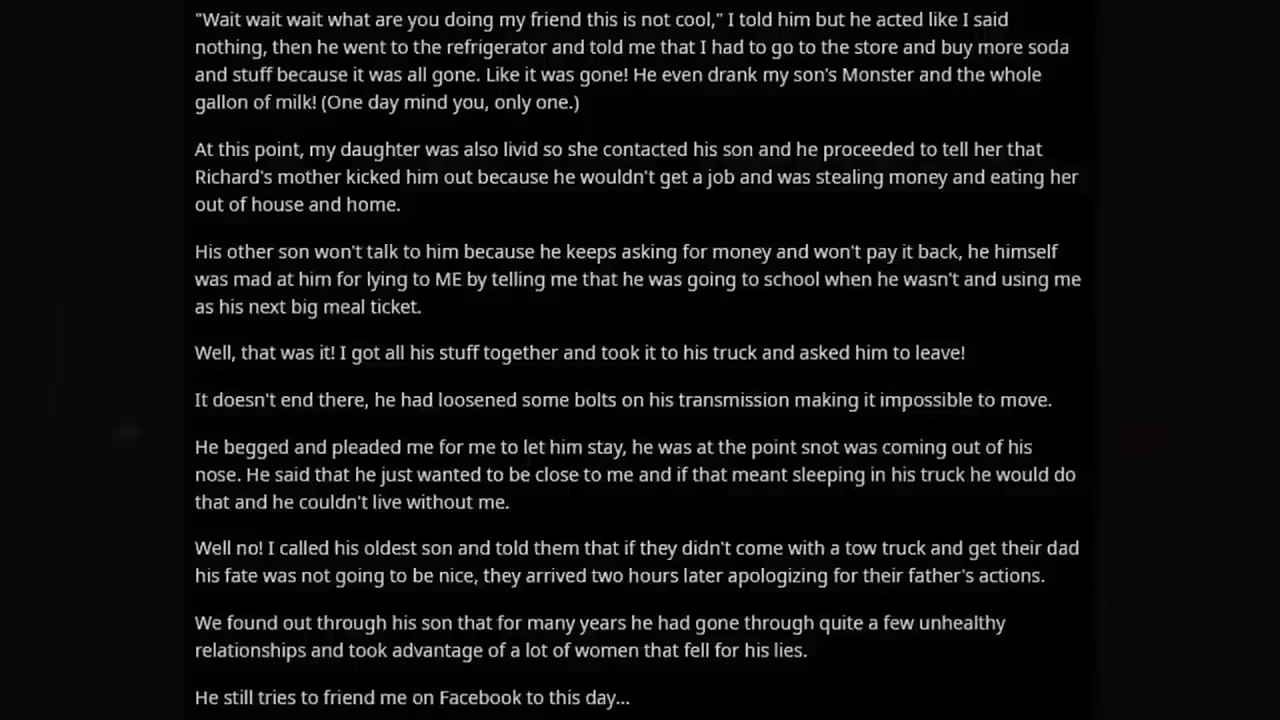 "Wait wait wait what are you doing my friend this is not cool," I told him but he acted like I said
nothing, then he went to the refrigerator and told me that I had to go to the store and buy more soda
and stuff because it was all gone. Like it was gone! He even drank my son's Monster and the whole
gallon of milk! (One day mind you, only one.)
At this point, my daughter was also livid so she contacted his son and he proceeded to tell her that
Richard's mother kicked him out because he wouldn't get a job and was stealing money and eating her
out of house and home.
His other son won't talk to him because he keeps asking for money and won't pay it back, he himself
was mad at him for lying to ME by telling me that he was going to school when he wasn't and using me
as his next big meal ticket.
Well, that was it! I got all his stuff together and took it to his truck and asked him to leave!
It doesn't end there, he had loosened some bolts on his transmission making it impossible to move.
He begged and pleaded me for me to let him stay, he was at the point snot was coming out of his
nose. He said that he just wanted to be close to me and if that meant sleeping in his truck he would do
that and he couldn't live without me.
Well no! I called his oldest son and told them that if they didn't come with a tow truck and get their dad
his fate was not going to be nice, they arrived two hours later apologizing for their father's actions.
We found out through his son that for many years he had gone through quite a few unhealthy
relationships and took advantage of a lot of women that fell for his lies.
He still tries to friend me on Facebook to this day...